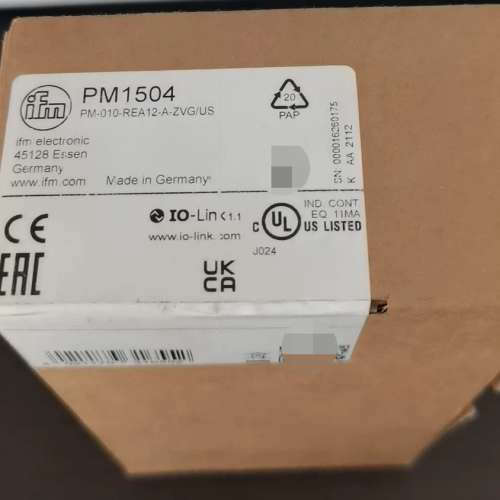 ifm
PM1504
PM-010-REA12-A-ZVG/US
ifm electronic
45128 Essen
Germany
www.ifm.com
Made in Germany
20
PAP
SN: 000016260175
K AA 2112
CE
EAC
IO-Link 1.1
www.io-link.com
UK
CA
C UL US LISTED
IND. CONT.
EQ. 11MA
J024